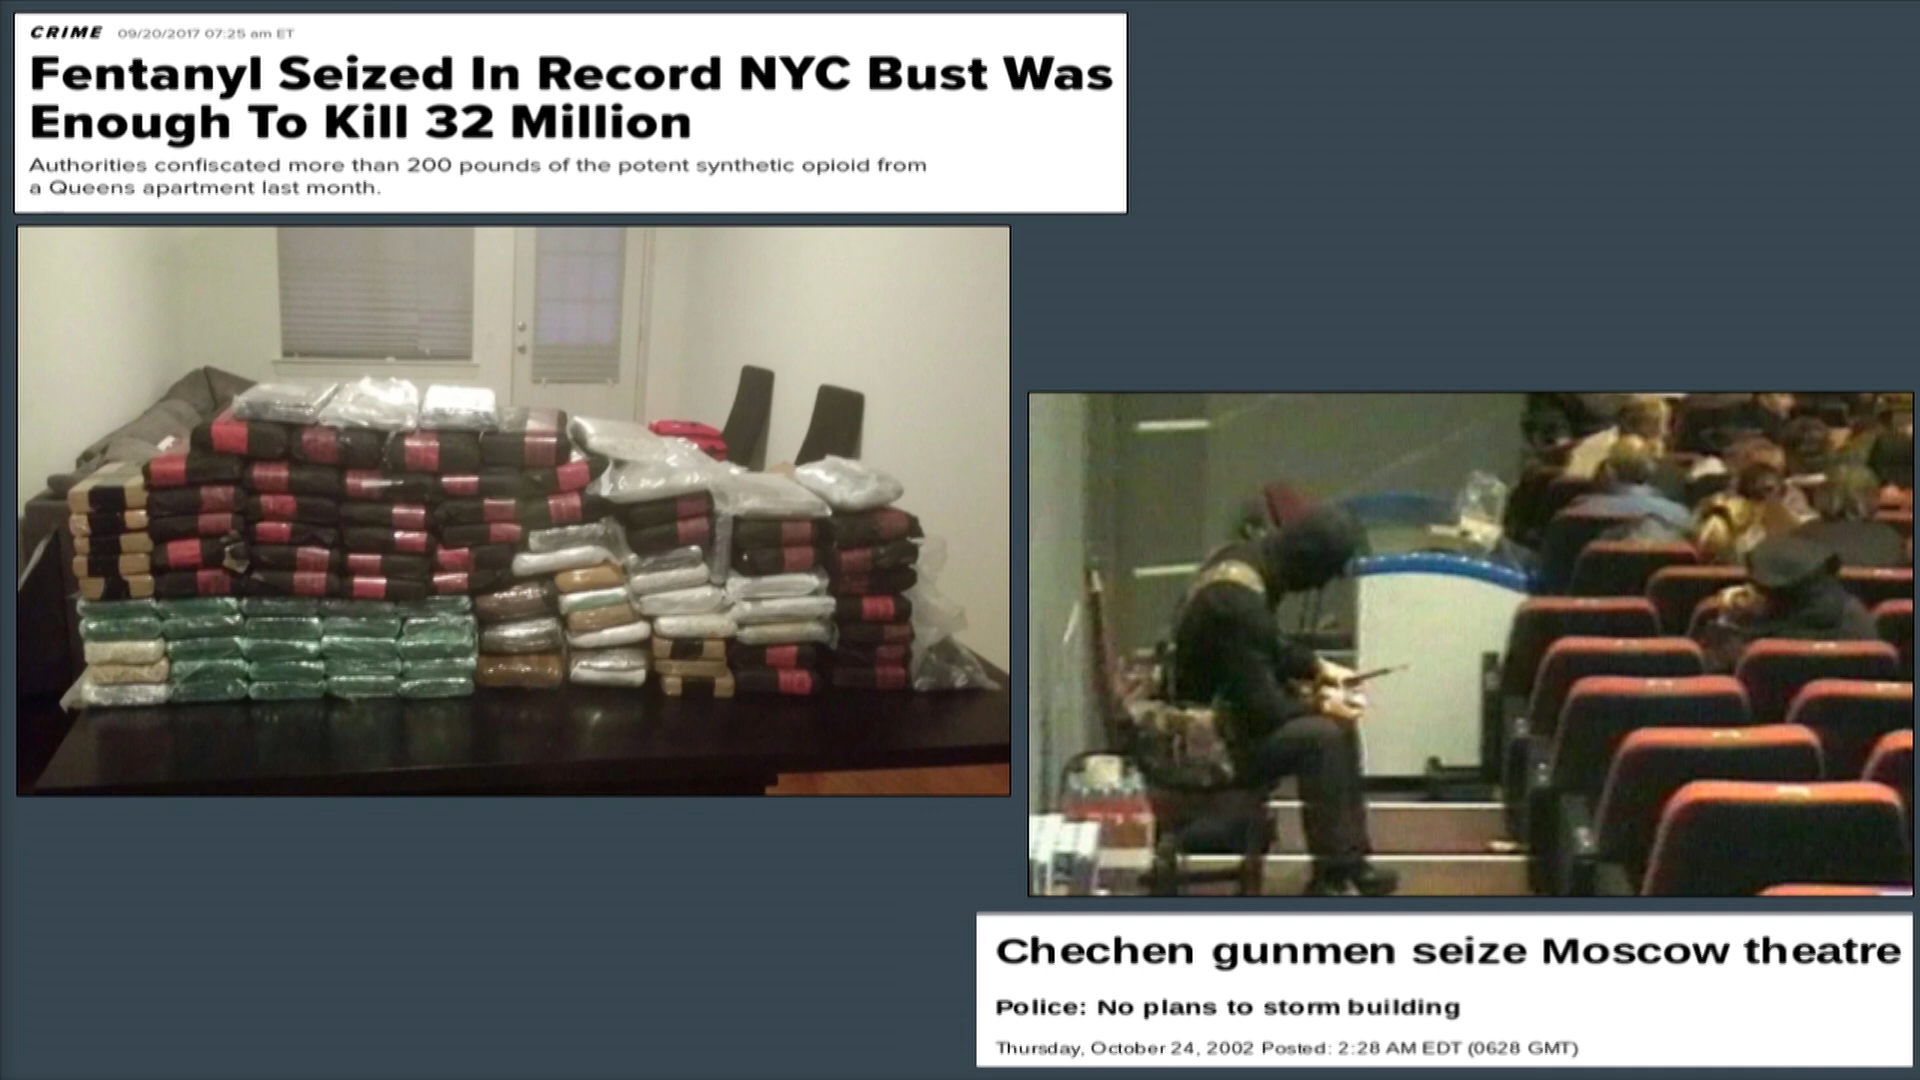 CRIME 09/20/2017 07:25 am ET
Fentanyl Seized In Record NYC Bust Was
Enough To Kill 32 Million
Authorities confiscated more than 200 pounds of the potent synthetic opioid from
a Queens apartment last month.
Chechen gunmen seize Moscow theatre
Police: No plans to storm building
Thursday, October 24, 2002 Posted: 2:28 AM EDT (0628 GMT)